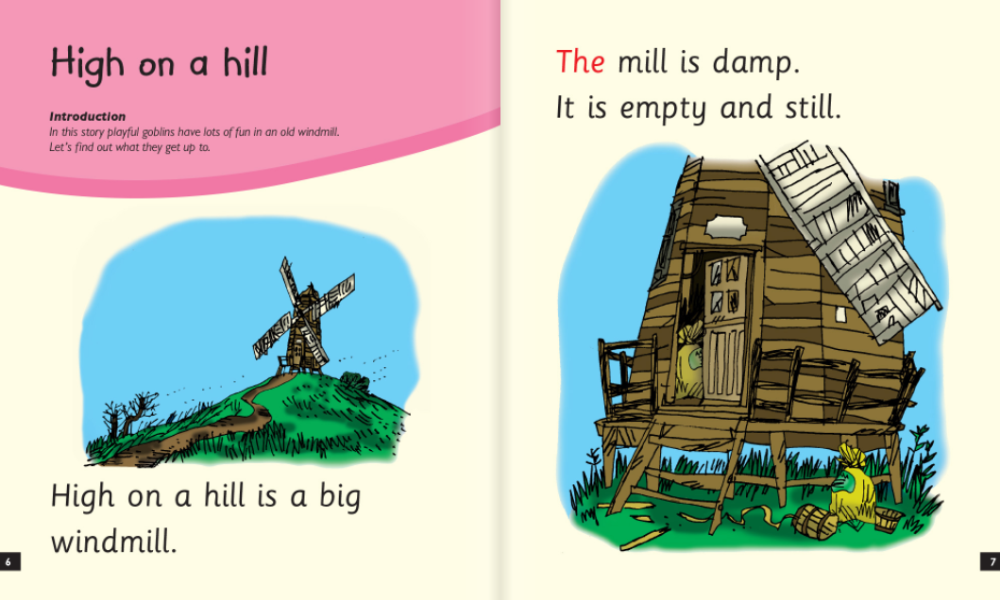 High on a hill
Introduction
In this story playful goblins have lots of fun in an old windmill.
Let's find out what they get up to.
High on a hill is a big
windmill.
6
The mill is damp.
It is empty and still.
7